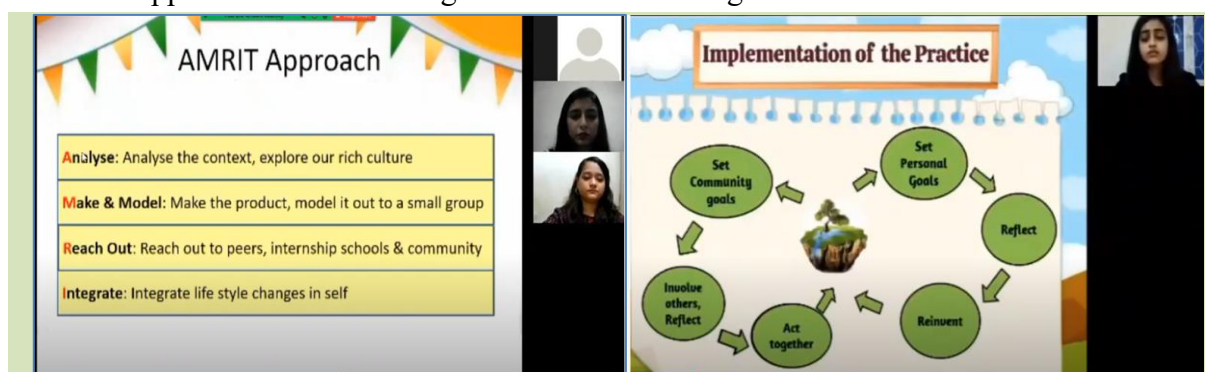 AMRIT Approach
Analyse: Analyse the context, explore our rich culture
Make & Model: Make the product, model it out to a small group
Reach Out: Reach out to peers, internship schools & community
Integrate: Integrate life style changes in self
Implementation of the Practice
Set
Personal
Goals
Reflect
Reinvent
Set
Community
goals
Involve
others,
Reflect
Act
together